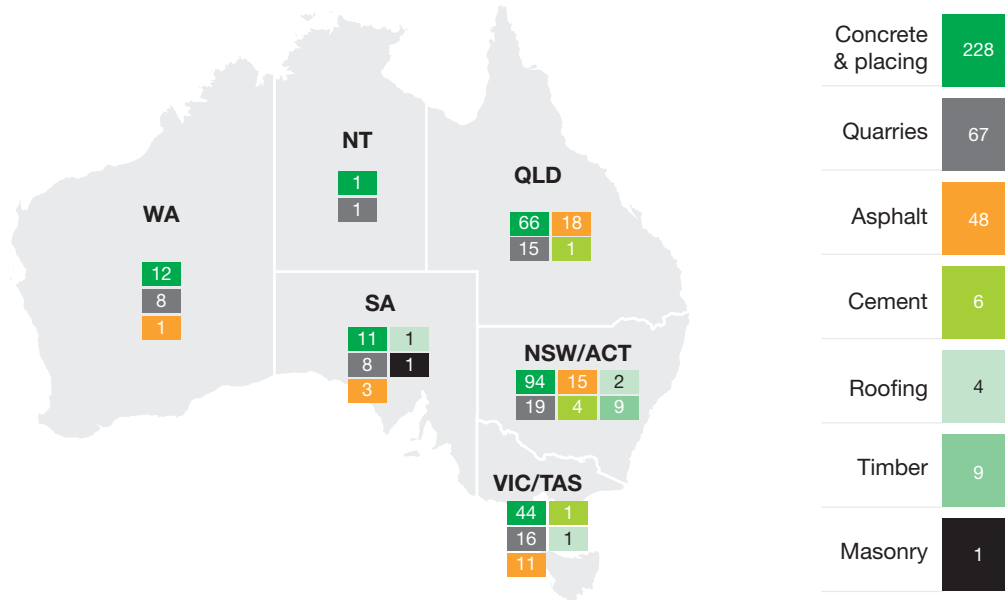 NT
1
1
QLD
66 18
15 1
WA
12
8
1
SA
11 1
8 1
3
NSW/ACT
94 15 2
19 4 9
VIC/TAS
44 1
16 1
11
Concrete
& placing
228
Quarries
67
Asphalt
48
Cement
6
Roofing
4
Timber
9
Masonry
1